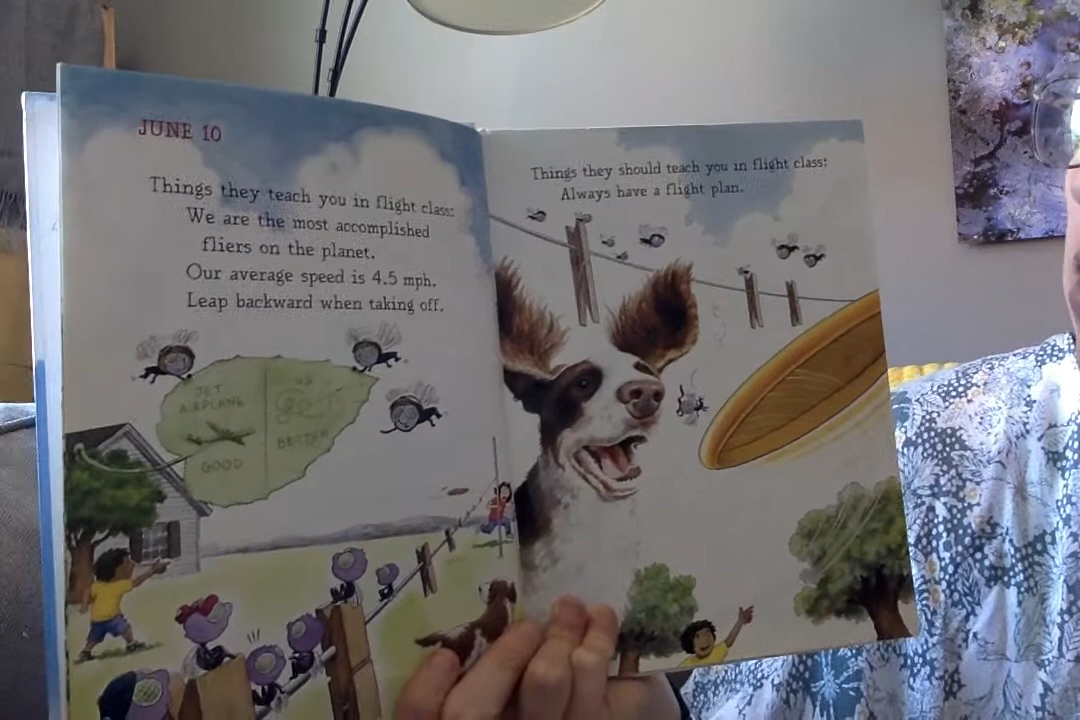 JUNE 10
Things they teach you in flight class:
We are the most accomplished
fliers on the planet.
Our average speed is 4.5 mph.
Leap backward when taking off.
JET
AIRPLANE
GOOD
US
BETTER
Things they should teach you in flight class:
Always have a flight plan.